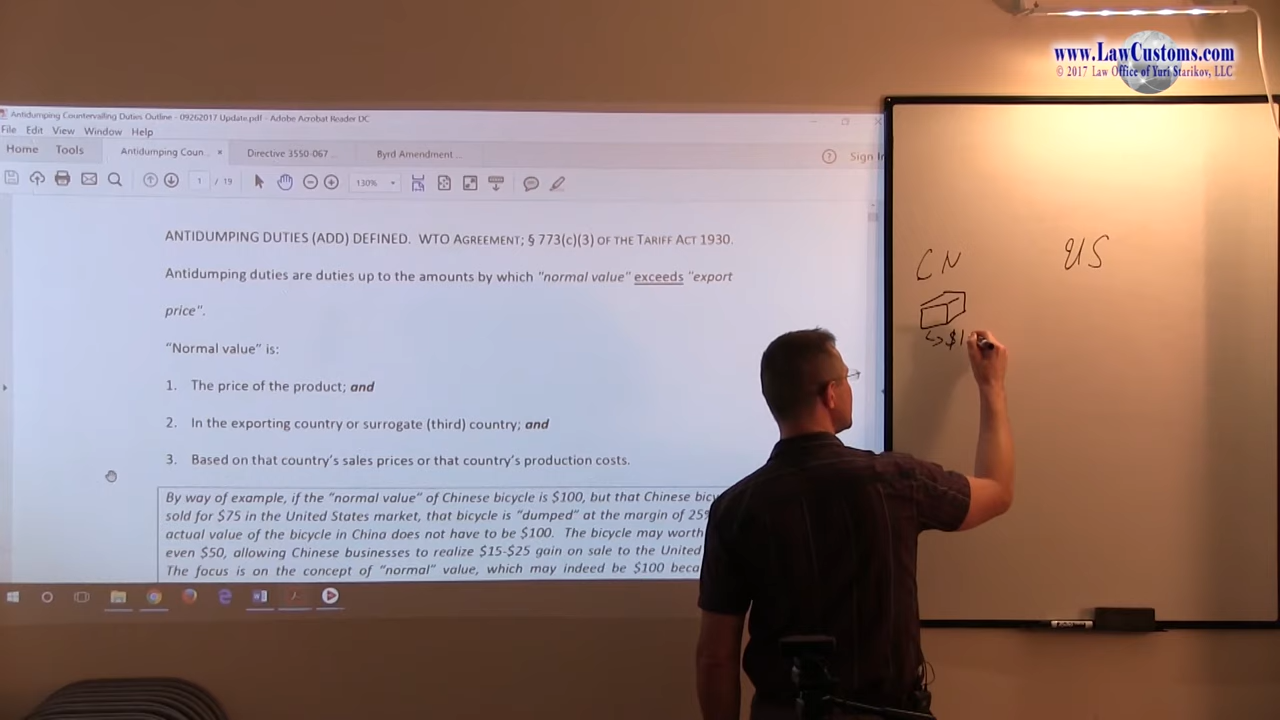 www.LawCustoms.com
© 2017 Law Office of Yuri Starikov, LLC
Antidumping Countervailing Duties Outline - 09262017 Update.pdf - Adobe Acrobat Reader DC
File Edit View Window Help
Home Tools Antidumping Coun... × Directive 3550-067 ... Byrd Amendment... Sign In
1 / 19 130%
ANTIDUMPING DUTIES (ADD) DEFINED. WTO AGREEMENT; § 773(c)(3) OF THE TARIFF ACT 1930.
Antidumping duties are duties up to the amounts by which "normal value" exceeds "export
price".
"Normal value" is:
1. The price of the product; and
2. In the exporting country or surrogate (third) country; and
3. Based on that country's sales prices or that country's production costs.
By way of example, if the "normal value" of Chinese bicycle is $100, but that Chinese
sold for $75 in the United States market, that bicycle is "dumped" at the margin of 25%
actual value of the bicycle in China does not have to be $100. The bicycle may worth
even $50, allowing Chinese businesses to realize $15-$25 gain on sale to the United
The focus is on the concept of "normal" value, which may indeed be $100
CN US
$1